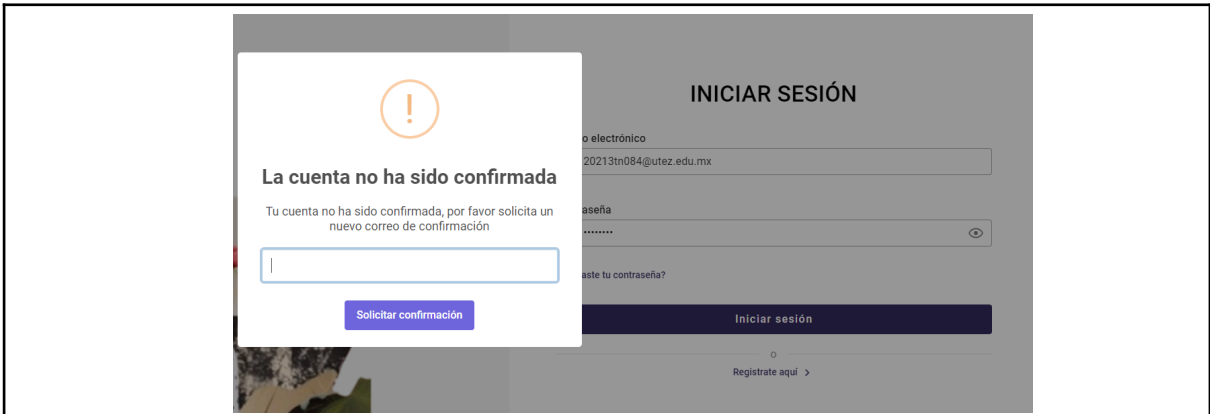 !
La cuenta no ha sido confirmada
Tu cuenta no ha sido confirmada, por favor solicita un
nuevo correo de confirmación
Solicitar confirmación
INICIAR SESIÓN
o electrónico
20213tn084@utez.edu.mx
aseña
••••••••
aste tu contraseña?
Iniciar sesión
o
Registrate aquí >